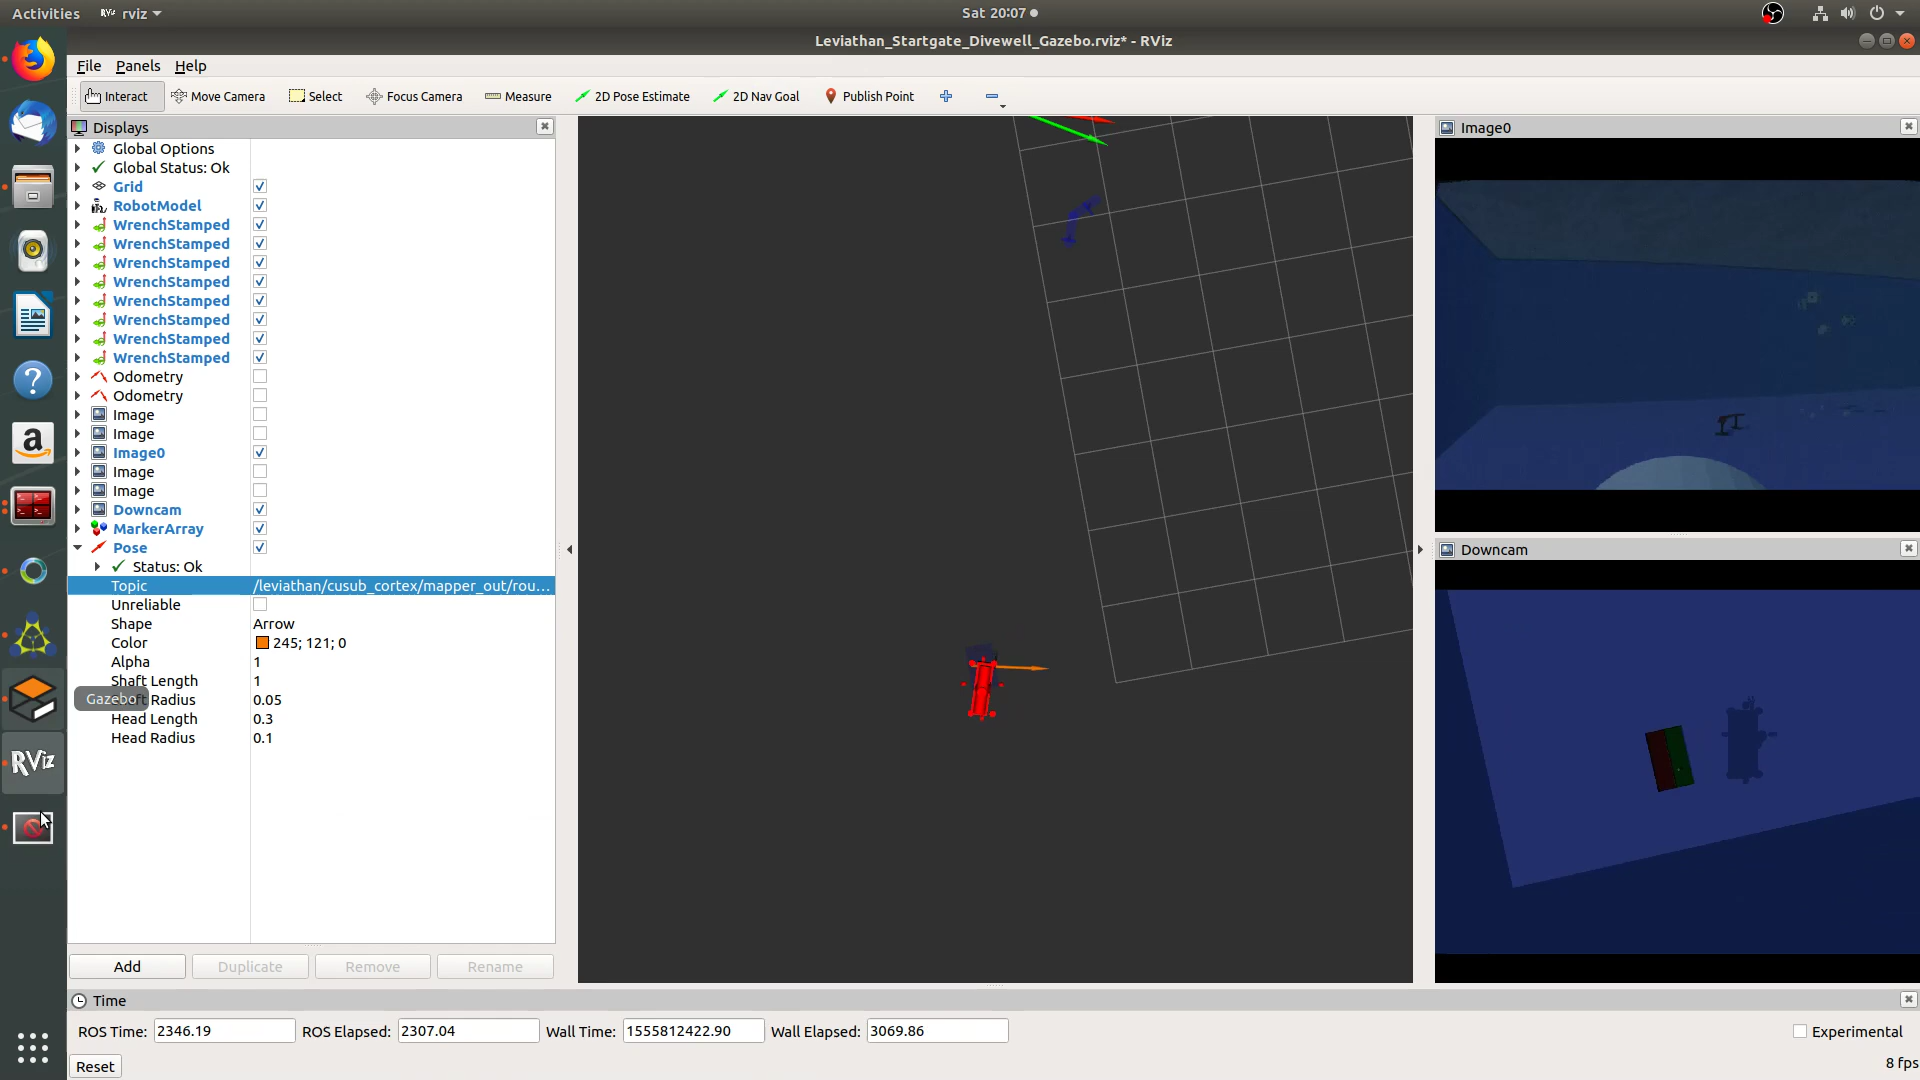 Activities
rviz
Sat 20:07
Leviathan_Startgate_Divewell_Gazebo.rviz* - RViz
File Panels Help
Interact Move Camera Select Focus Camera Measure 2D Pose Estimate 2D Nav Goal Publish Point
Displays
Global Options
Global Status: Ok
Grid
RobotModel
WrenchStamped
WrenchStamped
WrenchStamped
WrenchStamped
WrenchStamped
WrenchStamped
WrenchStamped
WrenchStamped
Odometry
Odometry
Image
Image
Image0
Image
Image
Downcam
MarkerArray
Pose
Status: Ok
Topic /leviathan/cusub_cortex/mapper_out/rou...
Unreliable
Shape Arrow
Color 245; 121; 0
Alpha 1
Shaft Length 1
Radius 0.05
Head Length 0.3
Head Radius 0.1
Gazebo
RViz
Add Duplicate Remove Rename
Image0
Downcam
Time
ROS Time: 2346.19 ROS Elapsed: 2307.04 Wall Time: 1555812422.90 Wall Elapsed: 3069.86 Experimental
Reset 8 fps